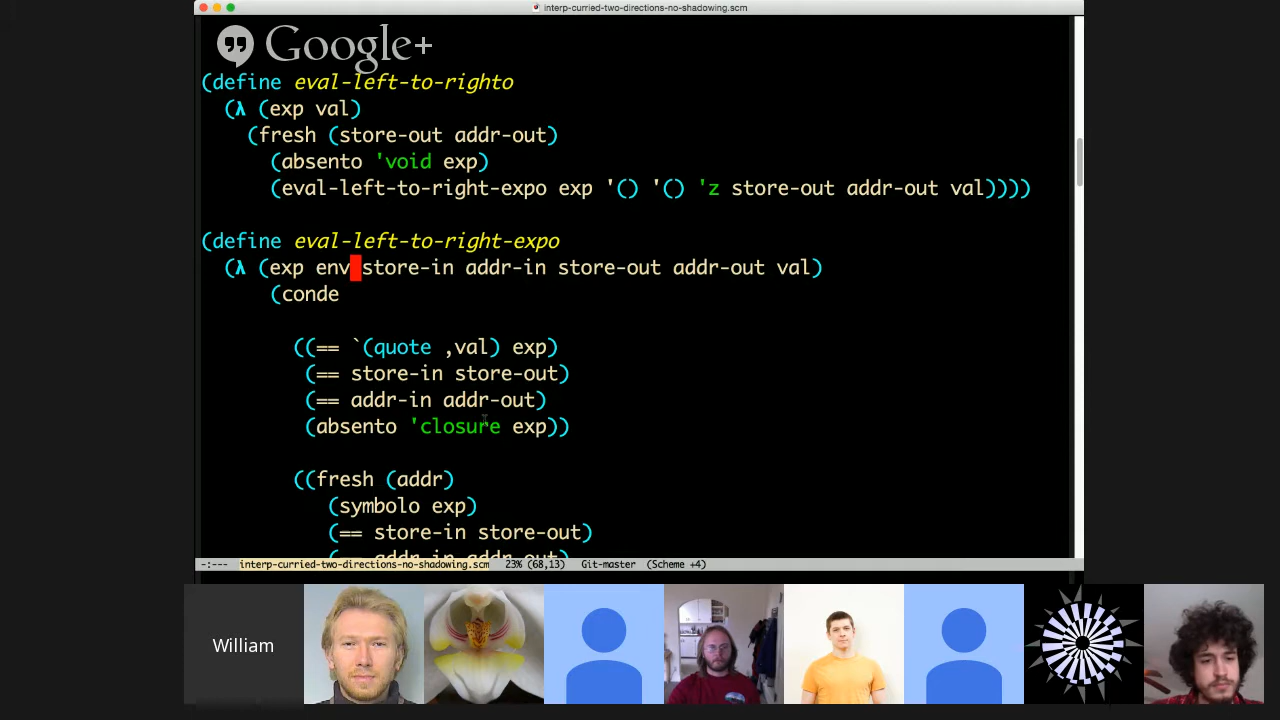 interp-curried-two-directions-no-shadowing.scm
Google+
(define eval-left-to-righto
(λ (exp val)
(fresh (store-out addr-out)
(absento 'void exp)
(eval-left-to-right-expo exp '() '() 'z store-out addr-out val))))
(define eval-left-to-right-expo
(λ (exp env store-in addr-in store-out addr-out val)
(conde
((== `(quote ,val) exp)
(== store-in store-out)
(== addr-in addr-out)
(absento 'closure exp))
((fresh (addr)
(symbolo exp)
(== store-in store-out)
(== addr-in addr-out)
-:--- interp-curried-two-directions-no-shadowing.scm 23% (68,13) Git-master (Scheme +4)
William